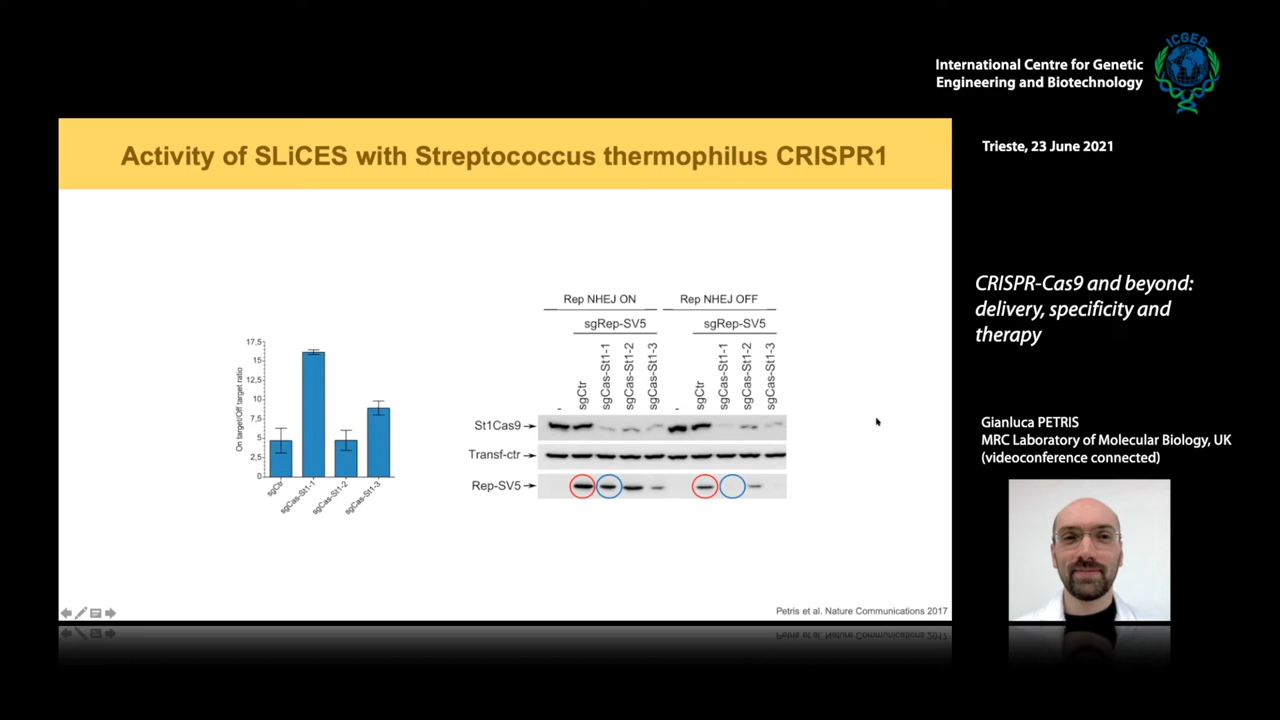 ICGEB
International Centre for Genetic
Engineering and Biotechnology
Trieste, 23 June 2021
Activity of SLiCES with Streptococcus thermophilus CRISPR1
On target/Off target ratio
17,5
15
12,5
10
7,5
5
2,5
0
sgCtr
sgCas-St1-1
sgCas-St1-2
sgCas-St1-3
Rep NHEJ ON
Rep NHEJ OFF
sgRep-SV5
sgRep-SV5
-
sgCtr
sgCas-St1-1
sgCas-St1-2
sgCas-St1-3
-
sgCtr
sgCas-St1-1
sgCas-St1-2
sgCas-St1-3
St1Cas9
Transf-ctr
Rep-SV5
Petris et al. Nature Communications 2017
CRISPR-Cas9 and beyond:
delivery, specificity and
therapy
Gianluca PETRIS
MRC Laboratory of Molecular Biology, UK
(videoconference connected)